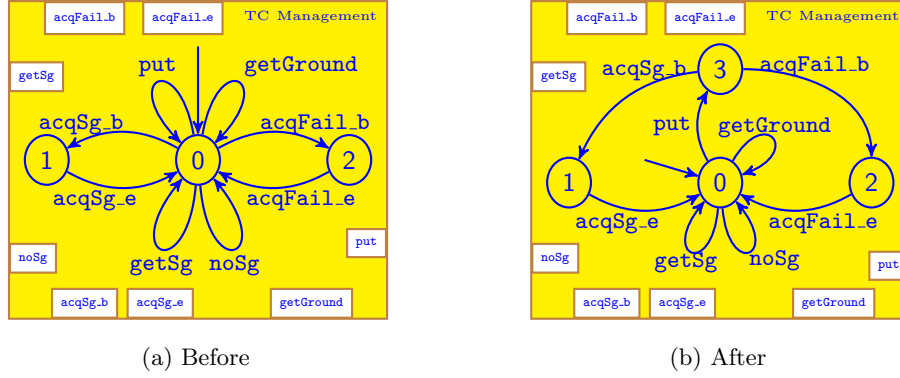 acqFail_b acqFail_e TC Management
getSg
put getGround
acqSg_b acqFail_b
1 0 2
acqSg_e acqFail_e
getSg noSg
noSg put
acqSg_b acqSg_e getGround
(a) Before
acqFail_b acqFail_e TC Management
getSg
acqSg_b 3 acqFail_b
put getGround
1 0 2
acqSg_e acqFail_e
getSg noSg
noSg put
acqSg_b acqSg_e getGround
(b) After